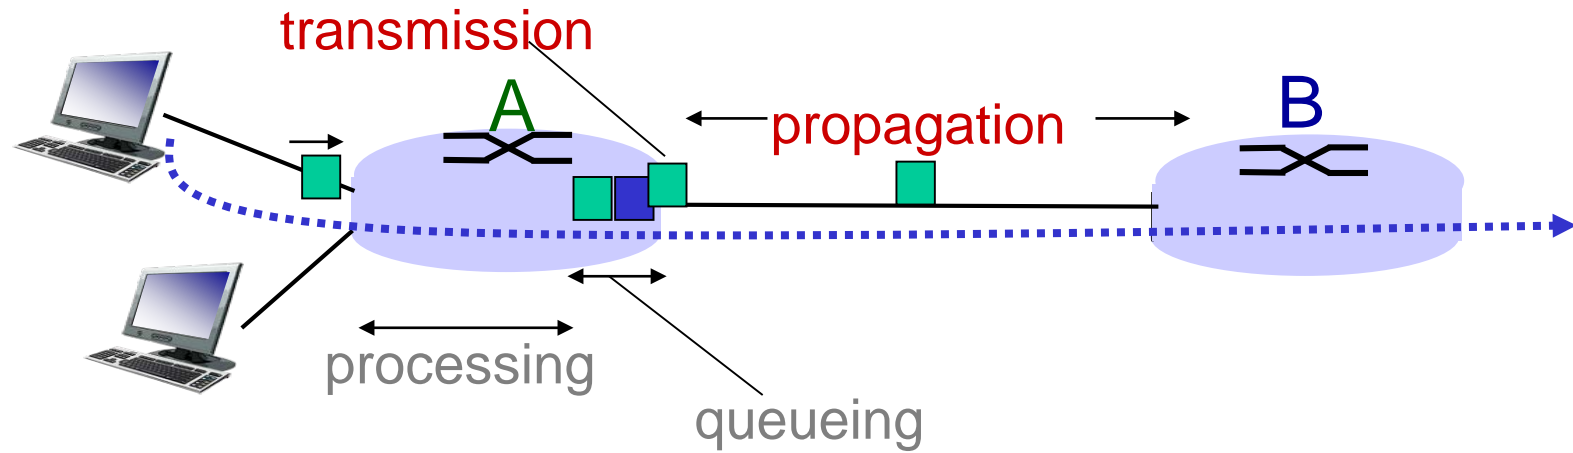 transmission
A
propagation
B
processing
queueing